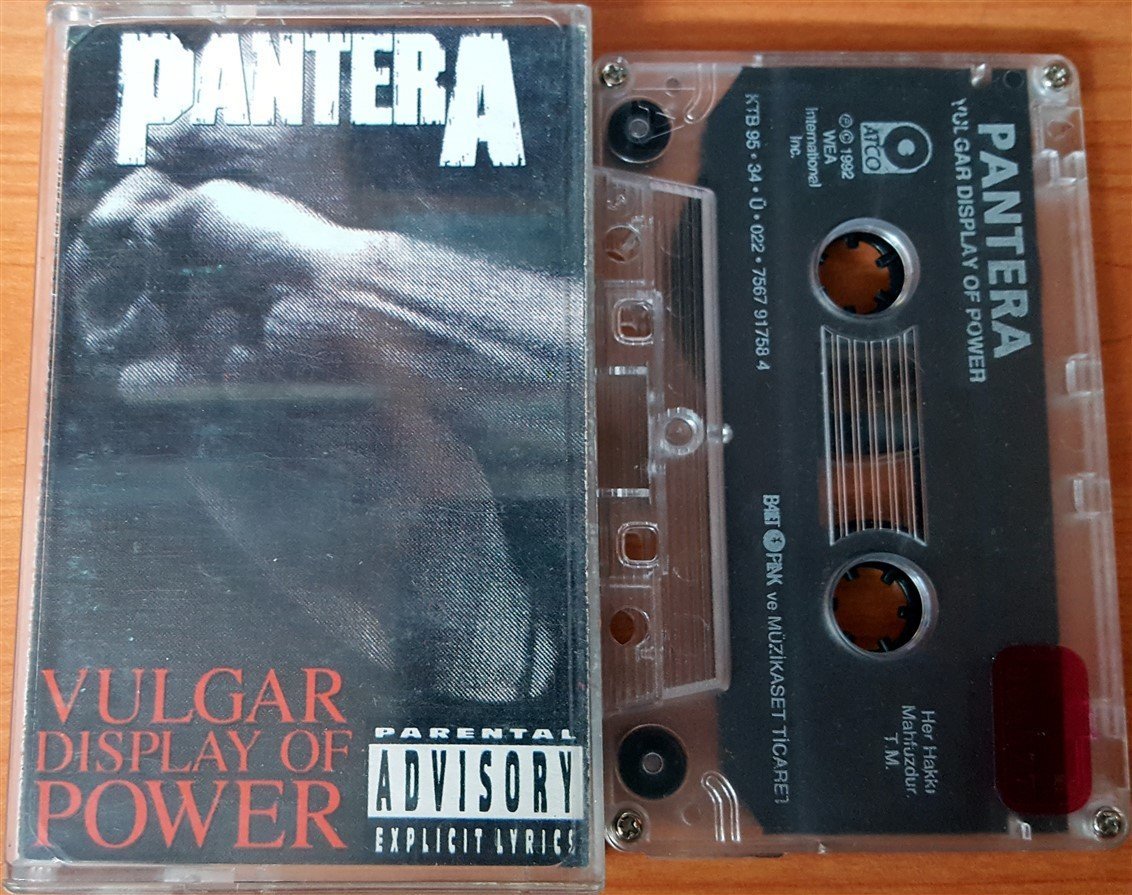 PANTERA
VULGAR
DISPLAY OF
POWER
PARENTAL
ADVISORY
EXPLICIT LYRICS
PANTERA
VULGAR DISPLAY OF POWER
ATCO
℗ © 1992
WEA
International
Inc.
KTB 95 • 34 • Ü • 022 • 7567 91758 4
PINK ve MÜZİKASET TİCARET
Her Hakkı
Mahfuzdur.
T.M.